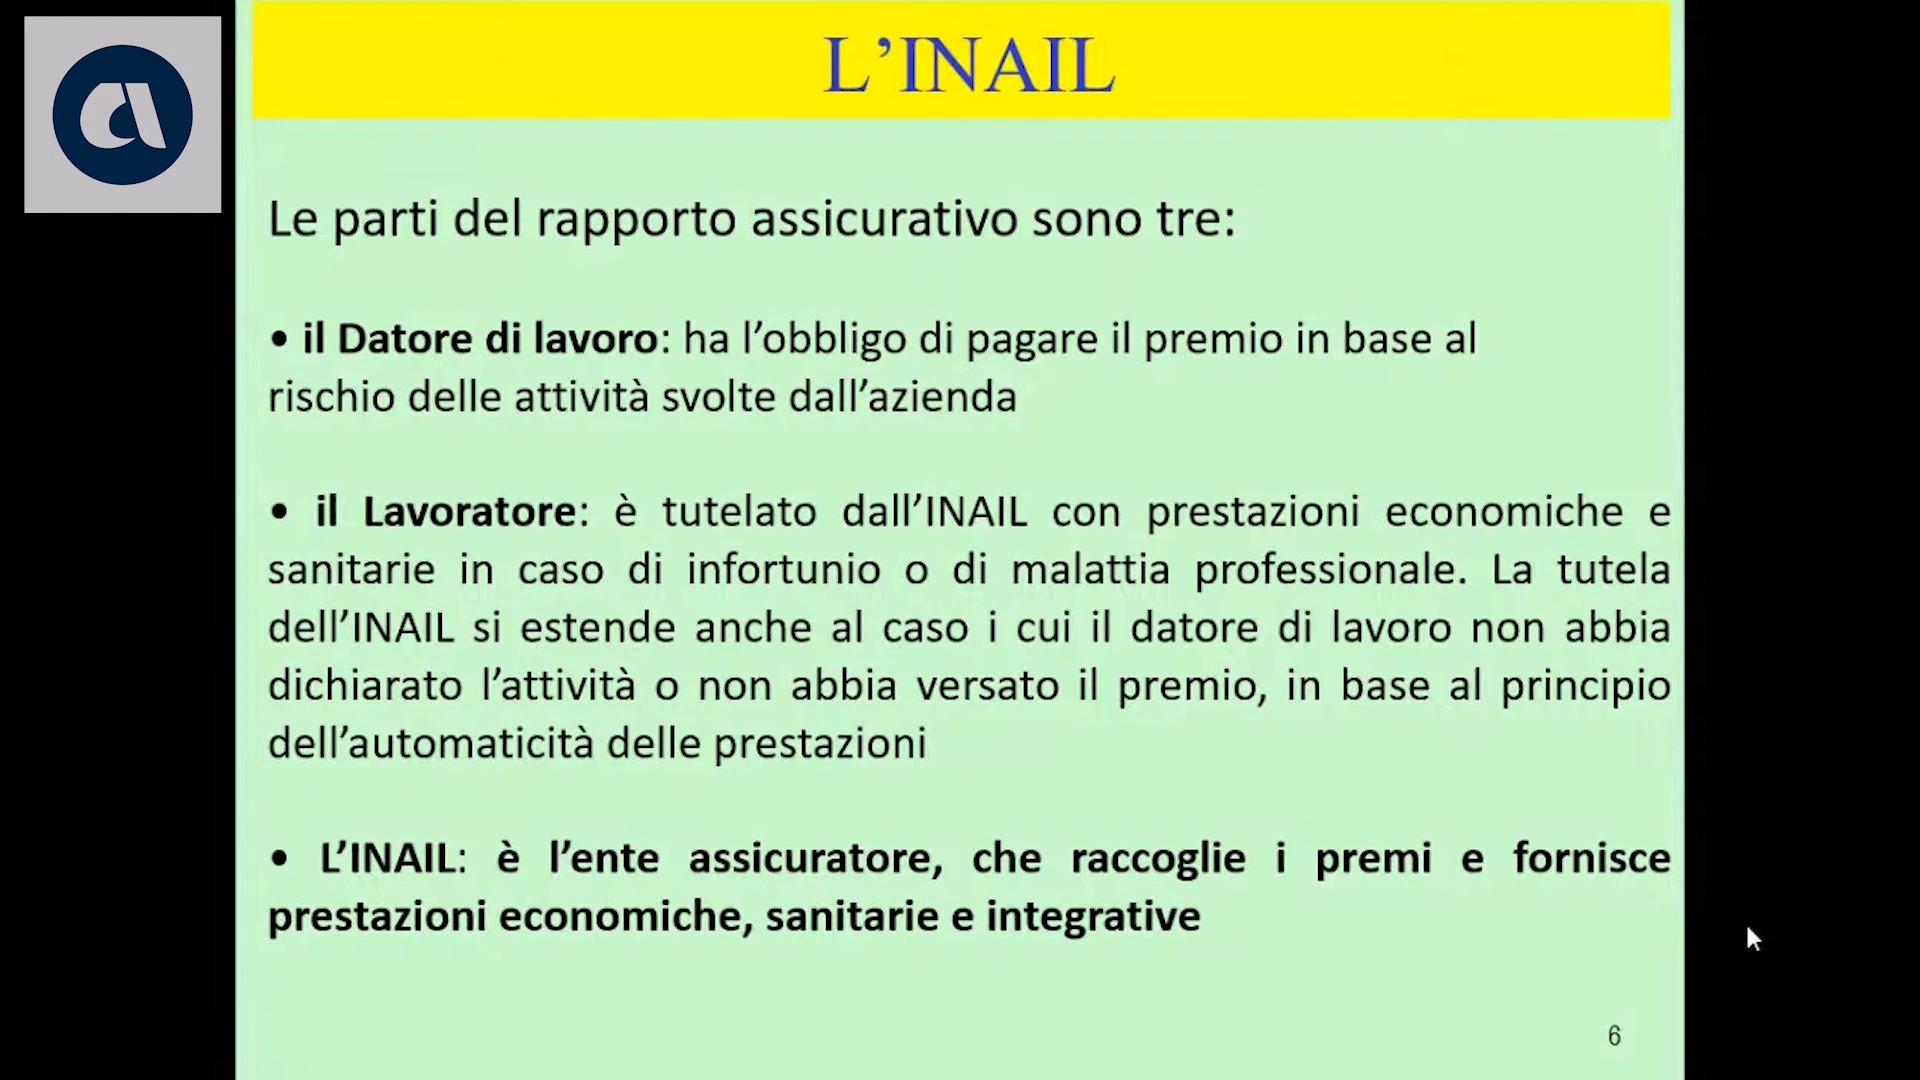 L’INAIL
Le parti del rapporto assicurativo sono tre:
• il Datore di lavoro: ha l’obbligo di pagare il premio in base al
rischio delle attività svolte dall’azienda
• il Lavoratore: è tutelato dall’INAIL con prestazioni economiche e
sanitarie in caso di infortunio o di malattia professionale. La tutela
dell’INAIL si estende anche al caso i cui il datore di lavoro non abbia
dichiarato l’attività o non abbia versato il premio, in base al principio
dell’automaticità delle prestazioni
• L’INAIL: è l’ente assicuratore, che raccoglie i premi e fornisce
prestazioni economiche, sanitarie e integrative
6